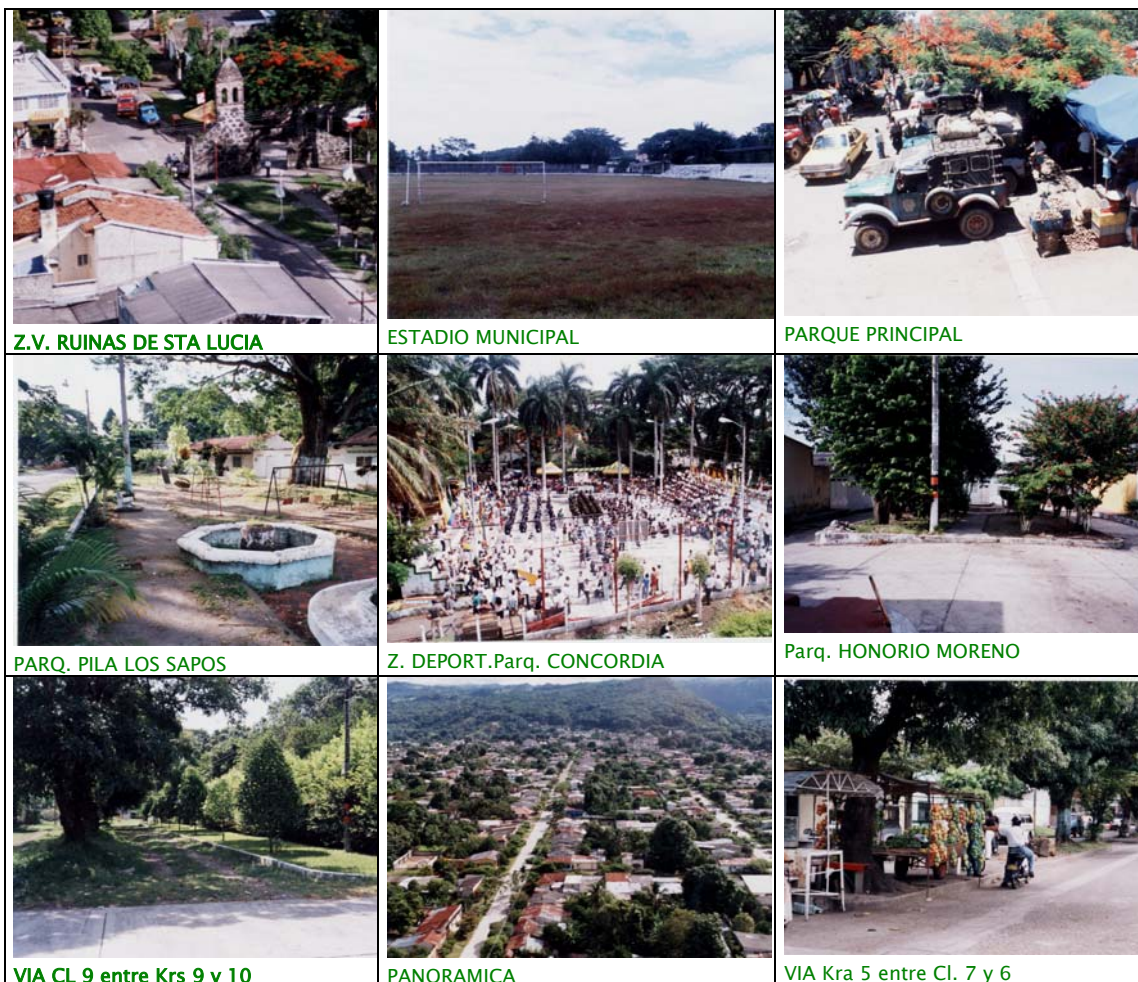 Z.V. RUINAS DE STA LUCIA
ESTADIO MUNICIPAL
PARQUE PRINCIPAL
PARQ. PILA LOS SAPOS
Z. DEPORT.Parq. CONCORDIA
Parq. HONORIO MORENO
VIA CL 9 entre Krs 9 y 10
PANORAMICA
VIA Kra 5 entre Cl. 7 y 6